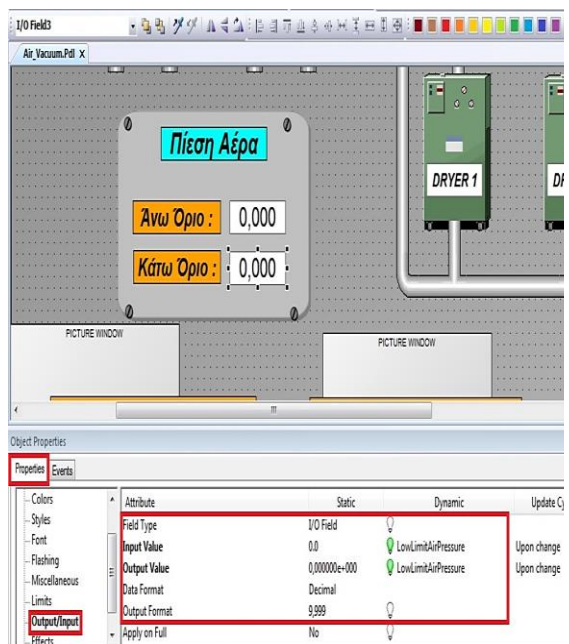 I/O Field3
Air_Vacuum.Pdl X
Πίεση Αέρα
Άνω Όριο : 0,000
Κάτω Όριο : 0,000
DRYER 1
DR
PICTURE WINDOW
PICTURE WINDOW
Object Properties
Properties Events
Colors
Styles
Font
Flashing
Miscellaneous
Limits
Output/Input
Effects
Attribute Static Dynamic Update Cy
Field Type I/O Field
Input Value 0.0 LowLimitAirPressure Upon change
Output Value 0,000000e+000 LowLimitAirPressure Upon change
Data Format Decimal
Output Format 9,999
Apply on Full No